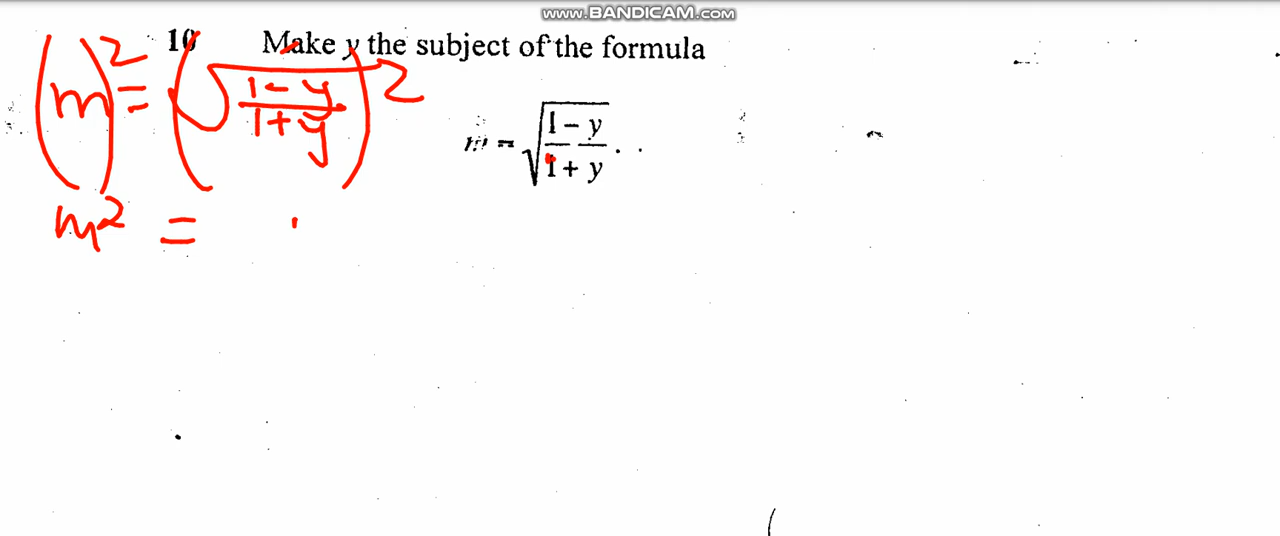 www.BANDICAM.com
10 Make y the subject of the formula
(m)² = (√((1-y)/(1+y)))²
m = √((1 - y)/(1 + y)) . .
m² =